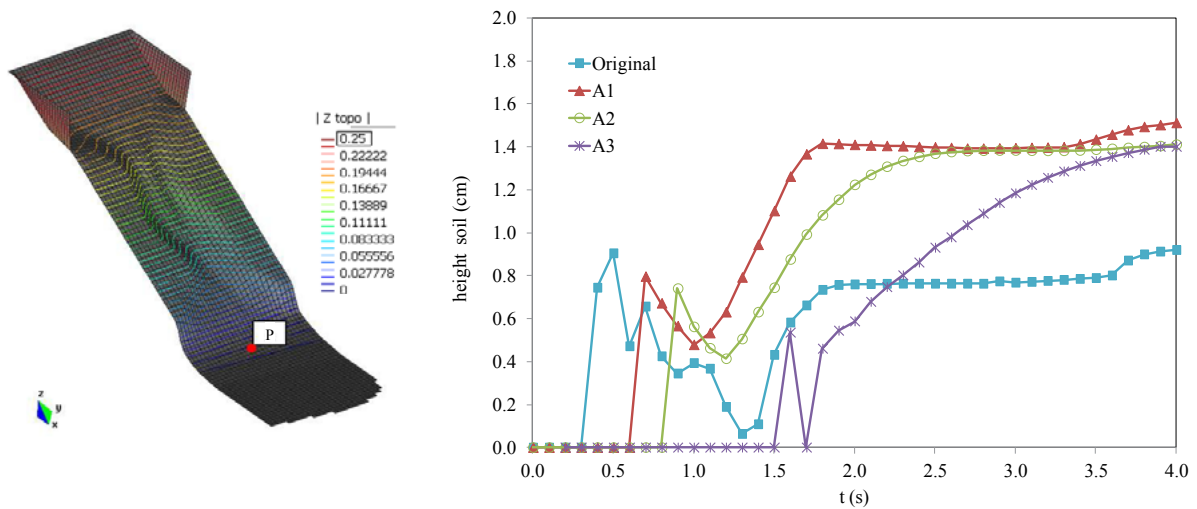 | Z topo |
0.25
0.22222
0.19444
0.16667
0.13889
0.11111
0.083333
0.055556
0.027778
0
P
z
y
x
2.0
1.8
1.6
1.4
1.2
1.0
0.8
0.6
0.4
0.2
0.0
height soil (cm)
Original
A1
A2
A3
0.0 0.5 1.0 1.5 2.0 2.5 3.0 3.5 4.0
t (s)